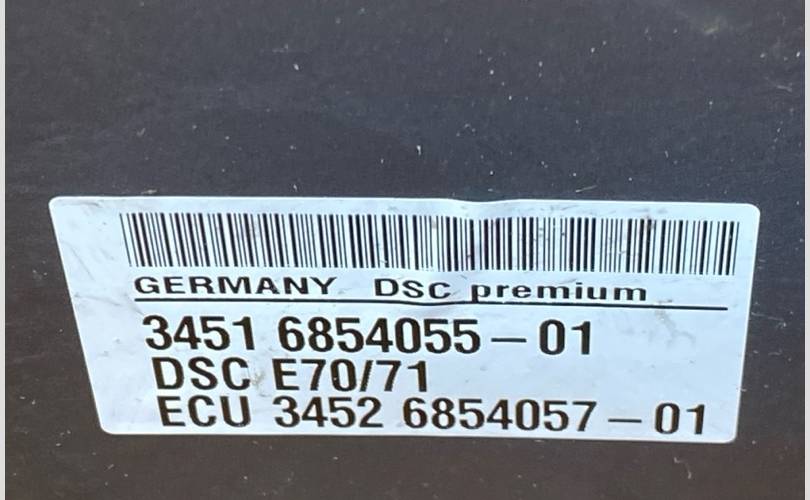 GERMANY DSC premium
3451 6854055-01
DSC E70/71
ECU 3452 6854057-01